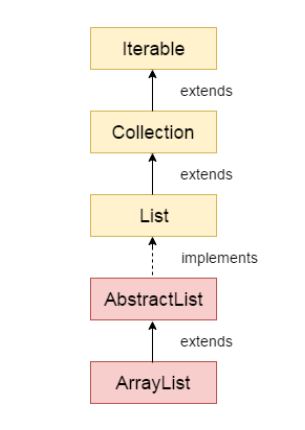 Iterable
extends
Collection
extends
List
implements
AbstractList
extends
ArrayList